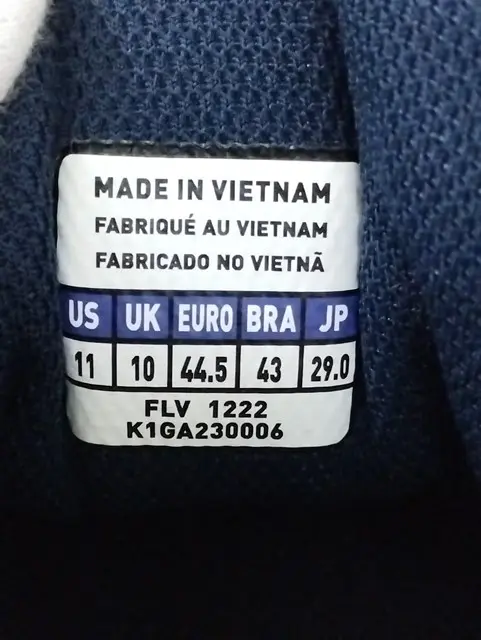 MADE IN VIETNAM
FABRIQUÉ AU VIETNAM
FABRICADO NO VIETNÃ
US UK EURO BRA JP
11 10 44.5 43 29.0
FLV 1222
K1GA230006